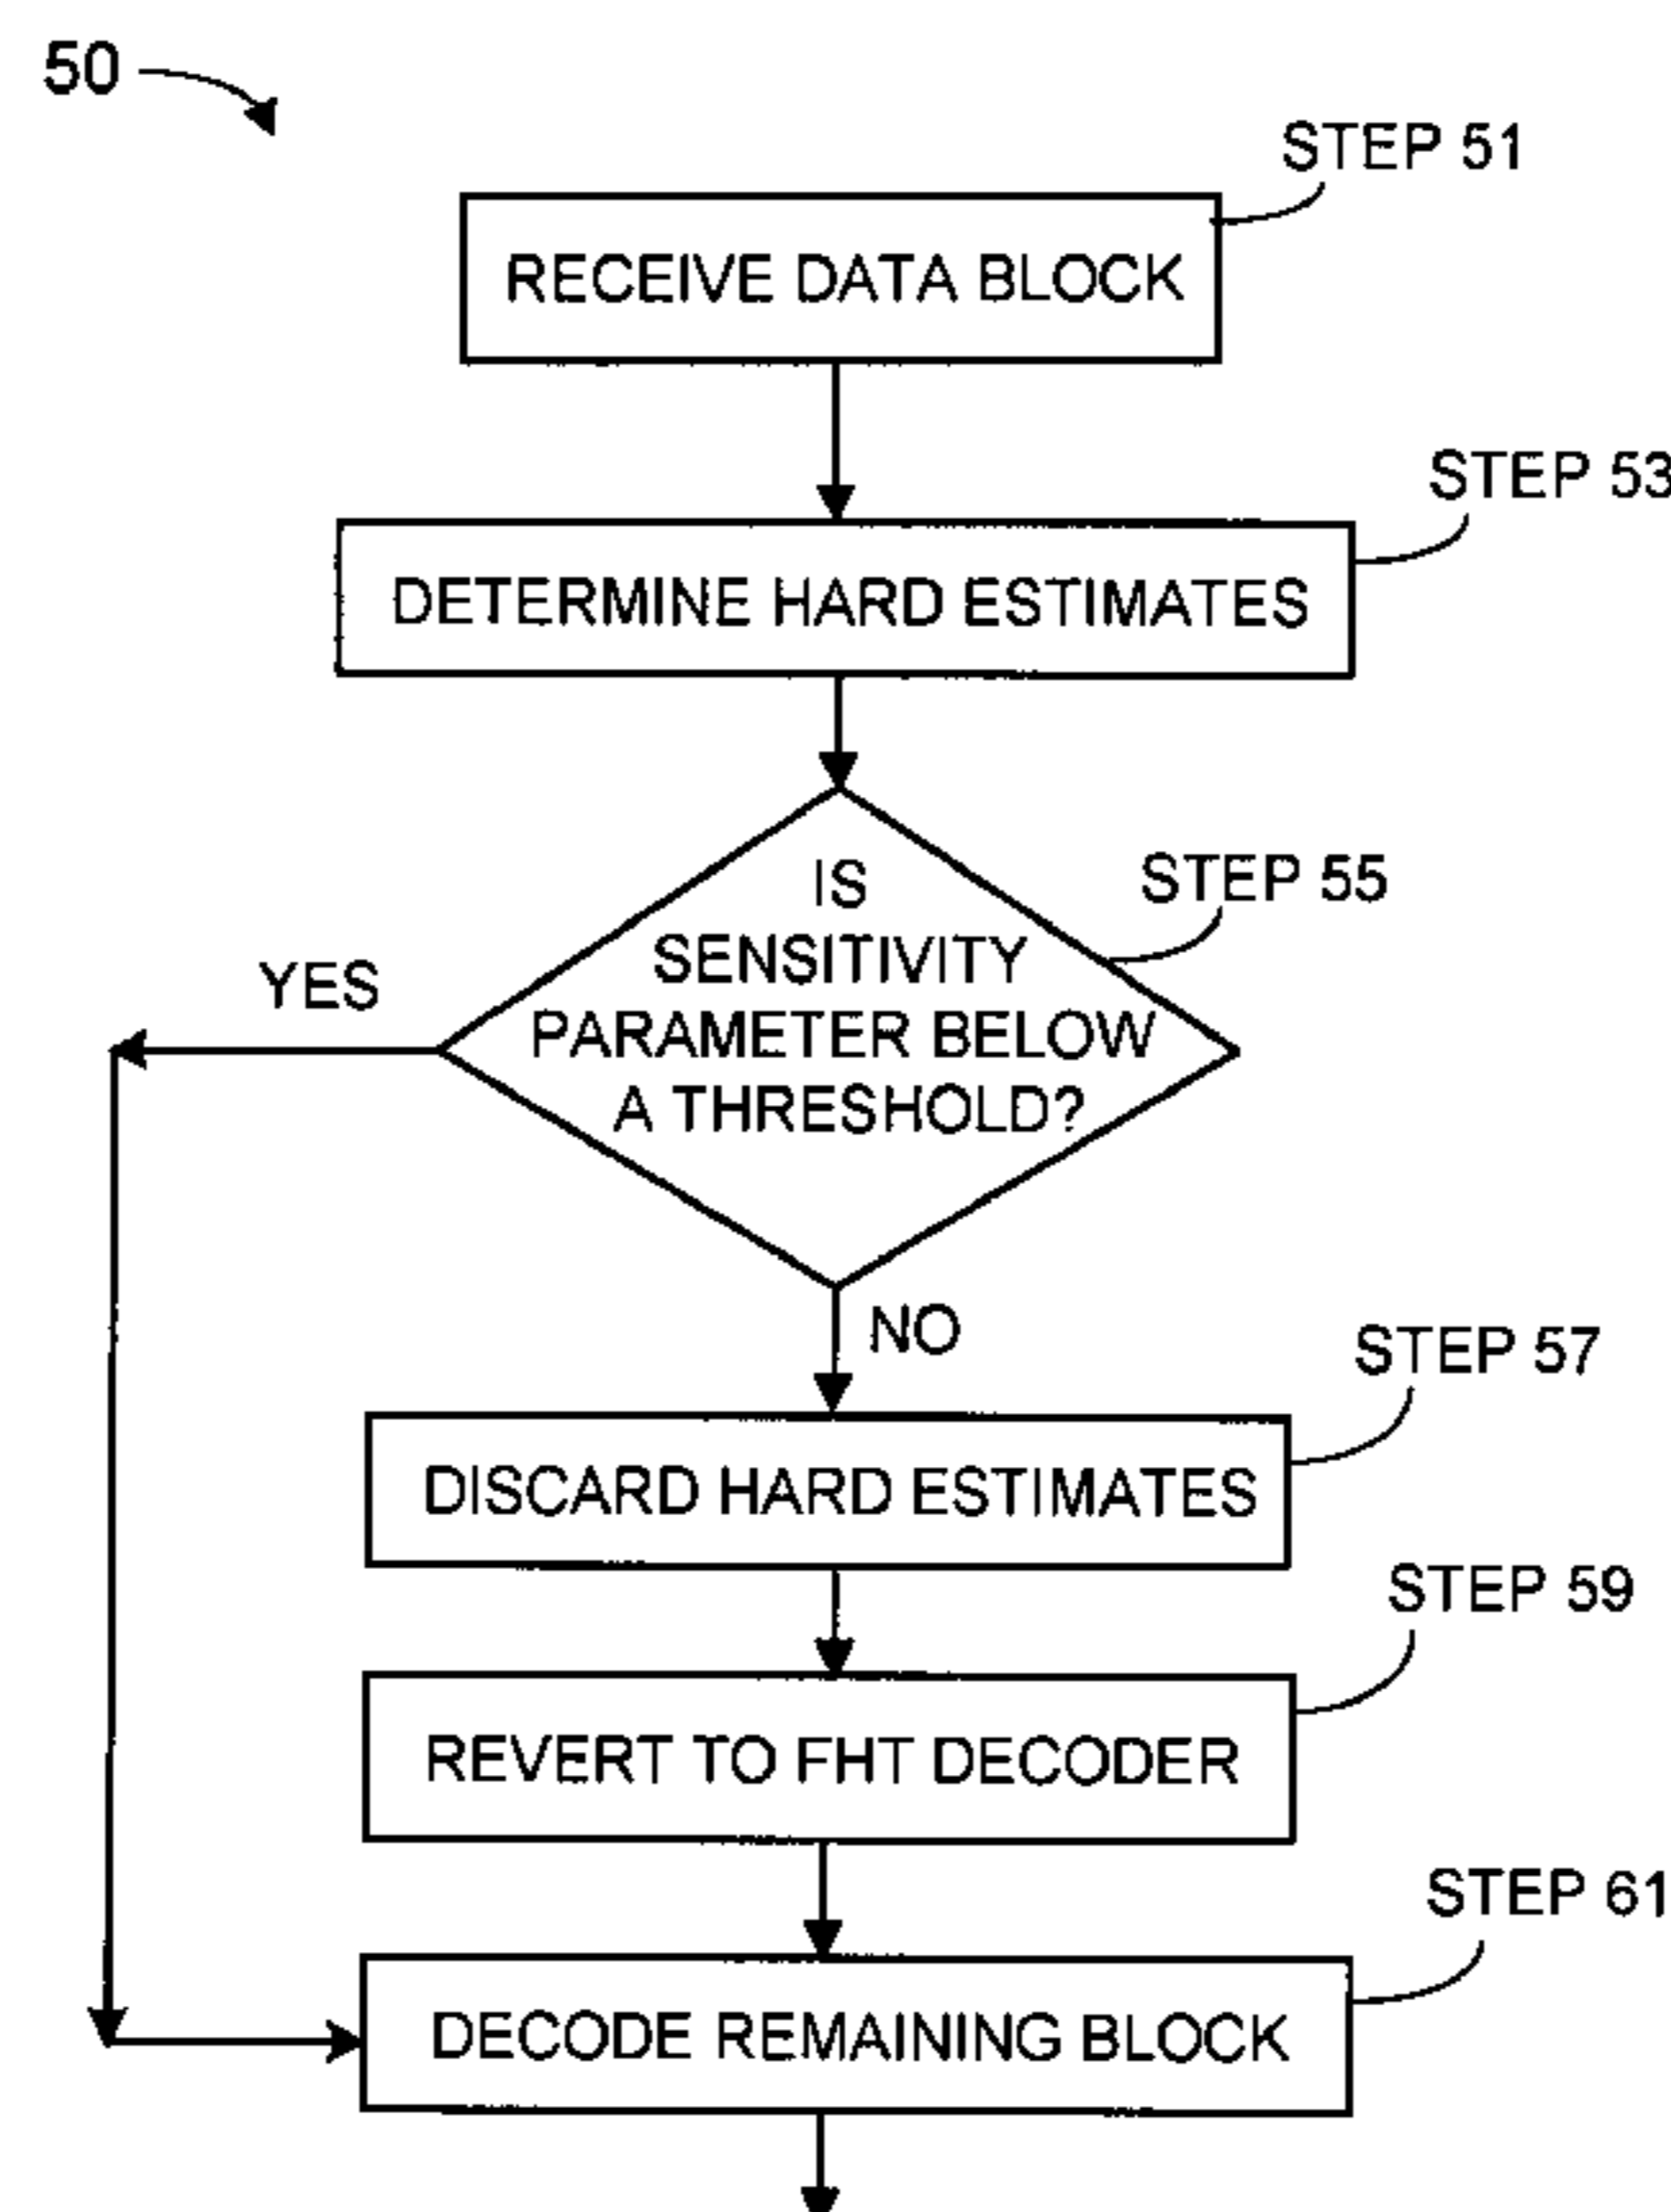 50
STEP 51
RECEIVE DATA BLOCK
STEP 53
DETERMINE HARD ESTIMATES
STEP 55
IS
SENSITIVITY
PARAMETER BELOW
A THRESHOLD?
YES
NO
STEP 57
DISCARD HARD ESTIMATES
STEP 59
REVERT TO FHT DECODER
STEP 61
DECODE REMAINING BLOCK